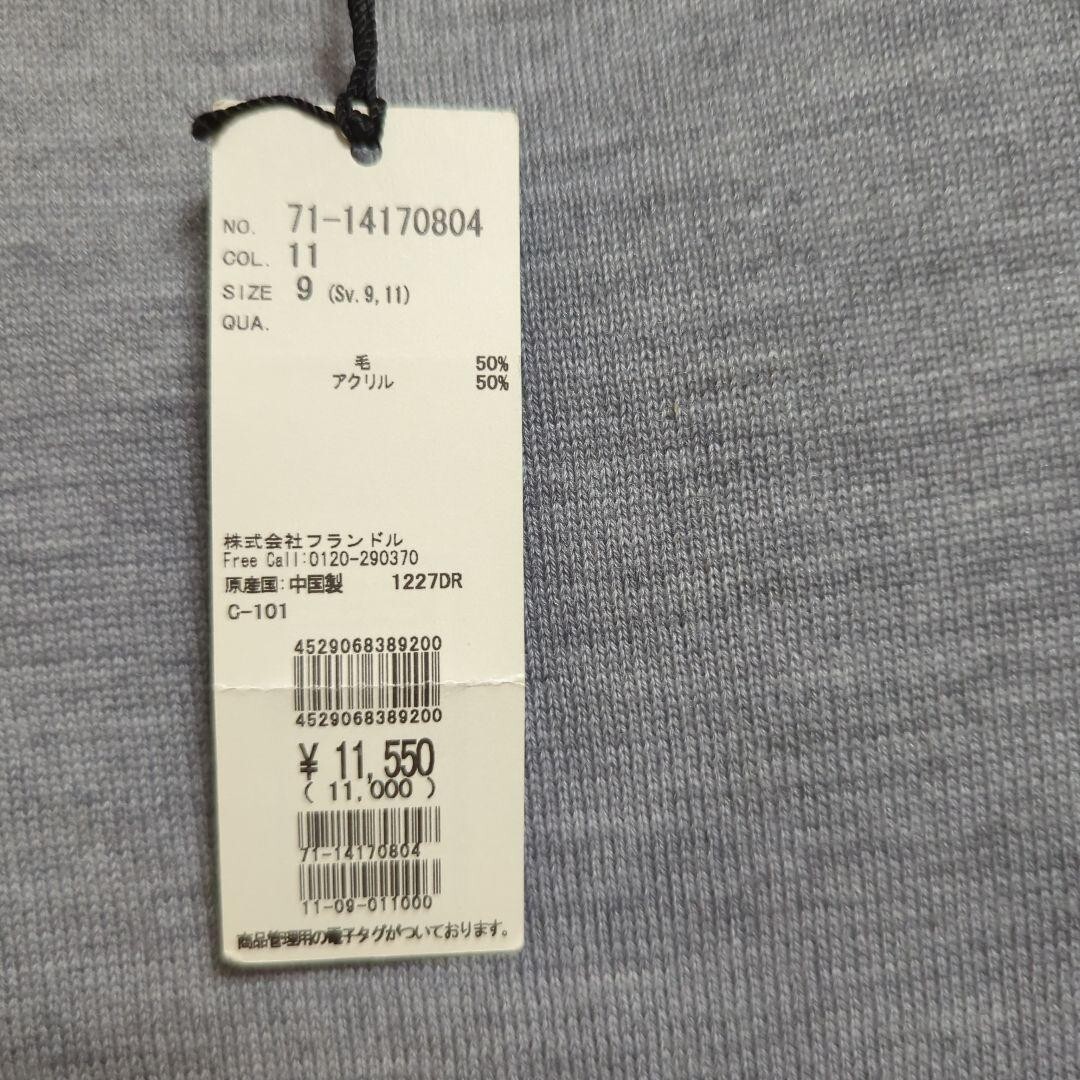 NO. 71-14170804
COL. 11
SIZE 9 (Sv.9,11)
QUA.
毛 50%
アクリル 50%
株式会社フランドル
Free Call:0120-290370
原産国:中国製 1227DR
C-101
4529068389200
4529068389200
¥ 11,550
( 11,000 )
71-14170804
11-09-011000
商品管理用の電子タグがついております。